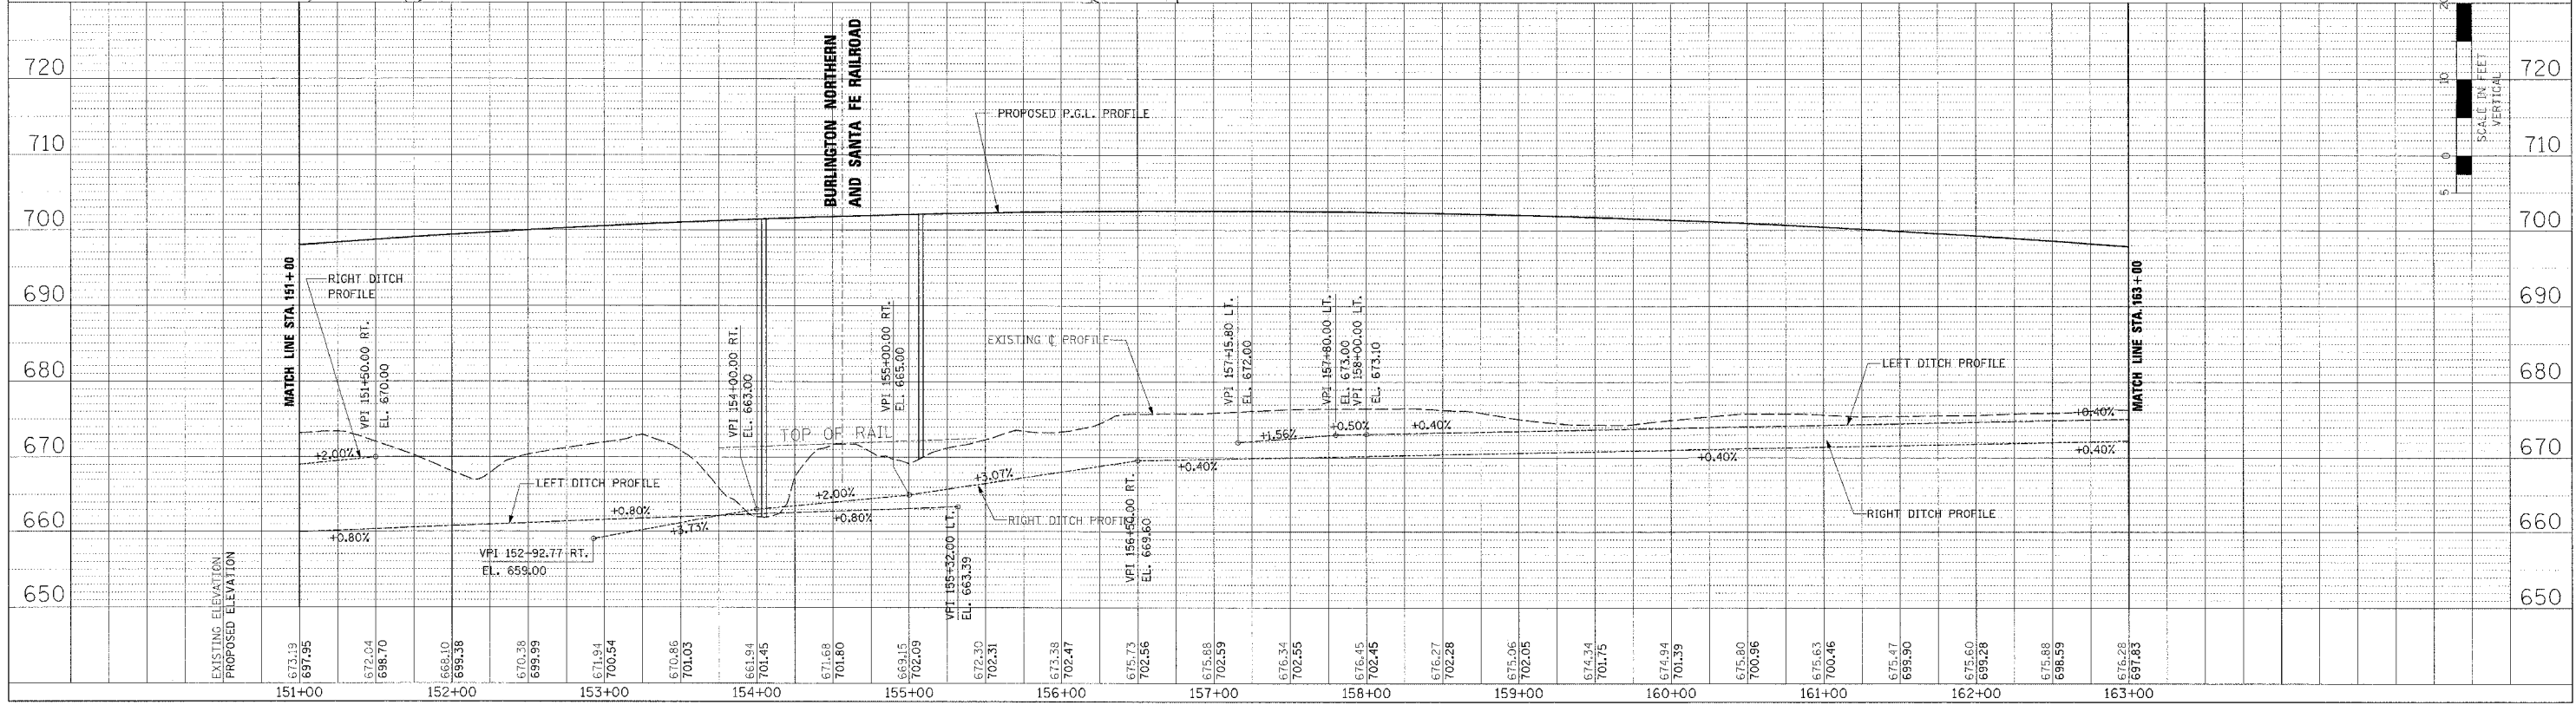 720
710
700
690
680
670
660
650
BURLINGTON NORTHERN
AND SANTA FE RAILROAD
PROPOSED P.G.L. PROFILE
20
10
0
5
SCALE IN FEET
VERTICAL
720
710
700
690
680
670
660
650
MATCH LINE STA. 151+00
RIGHT DITCH
PROFILE
VPI 151+50.00 RT.
EL. 670.00
+2.00%
LEFT DITCH PROFILE
+0.80%
+0.80%
VPI 152+92.77 RT.
EL. 659.00
+3.73%
VPI 154+00.00 RT.
EL. 663.00
TOP OF RAIL
VPI 155+00.00 RT.
EL. 665.00
+2.00%
+0.80%
+3.07%
RIGHT DITCH PROFILE
VPI 155+32.00 LT.
EL. 663.39
EXISTING ℄ PROFILE
VPI 156+50.00 RT.
EL. 669.60
+0.40%
VPI 157+15.80 LT.
EL. 672.00
+1.56%
VPI 157+80.00 LT.
EL. 673.00
+0.50%
VPI 158+00.00 LT.
EL. 673.10
+0.40%
+0.40%
LEFT DITCH PROFILE
RIGHT DITCH PROFILE
+0.40%
+0.40%
MATCH LINE STA. 163+00
EXISTING ELEVATION
PROPOSED ELEVATION
673.19
697.95
672.04
698.70
668.10
699.38
670.38
699.99
671.94
700.54
670.86
701.03
661.94
701.45
671.68
701.80
669.15
702.09
672.30
702.31
673.38
702.47
675.73
702.56
675.88
702.59
676.34
702.55
676.45
702.45
676.27
702.28
675.06
702.05
674.34
701.75
674.94
701.39
675.80
700.96
675.63
700.46
675.47
699.90
675.60
699.28
675.88
698.59
676.28
697.83
151+00
152+00
153+00
154+00
155+00
156+00
157+00
158+00
159+00
160+00
161+00
162+00
163+00